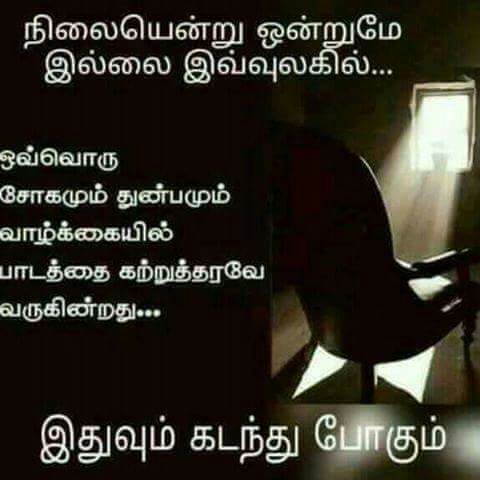 நிலையென்று ஒன்றுமே
இல்லை இவ்வுலகில்...
ஒவ்வொரு
சோகமும் துன்பமும்
வாழ்க்கையில்
பாடத்தை கற்றுத்தரவே
வருகின்றது...
இதுவும் கடந்து போகும்